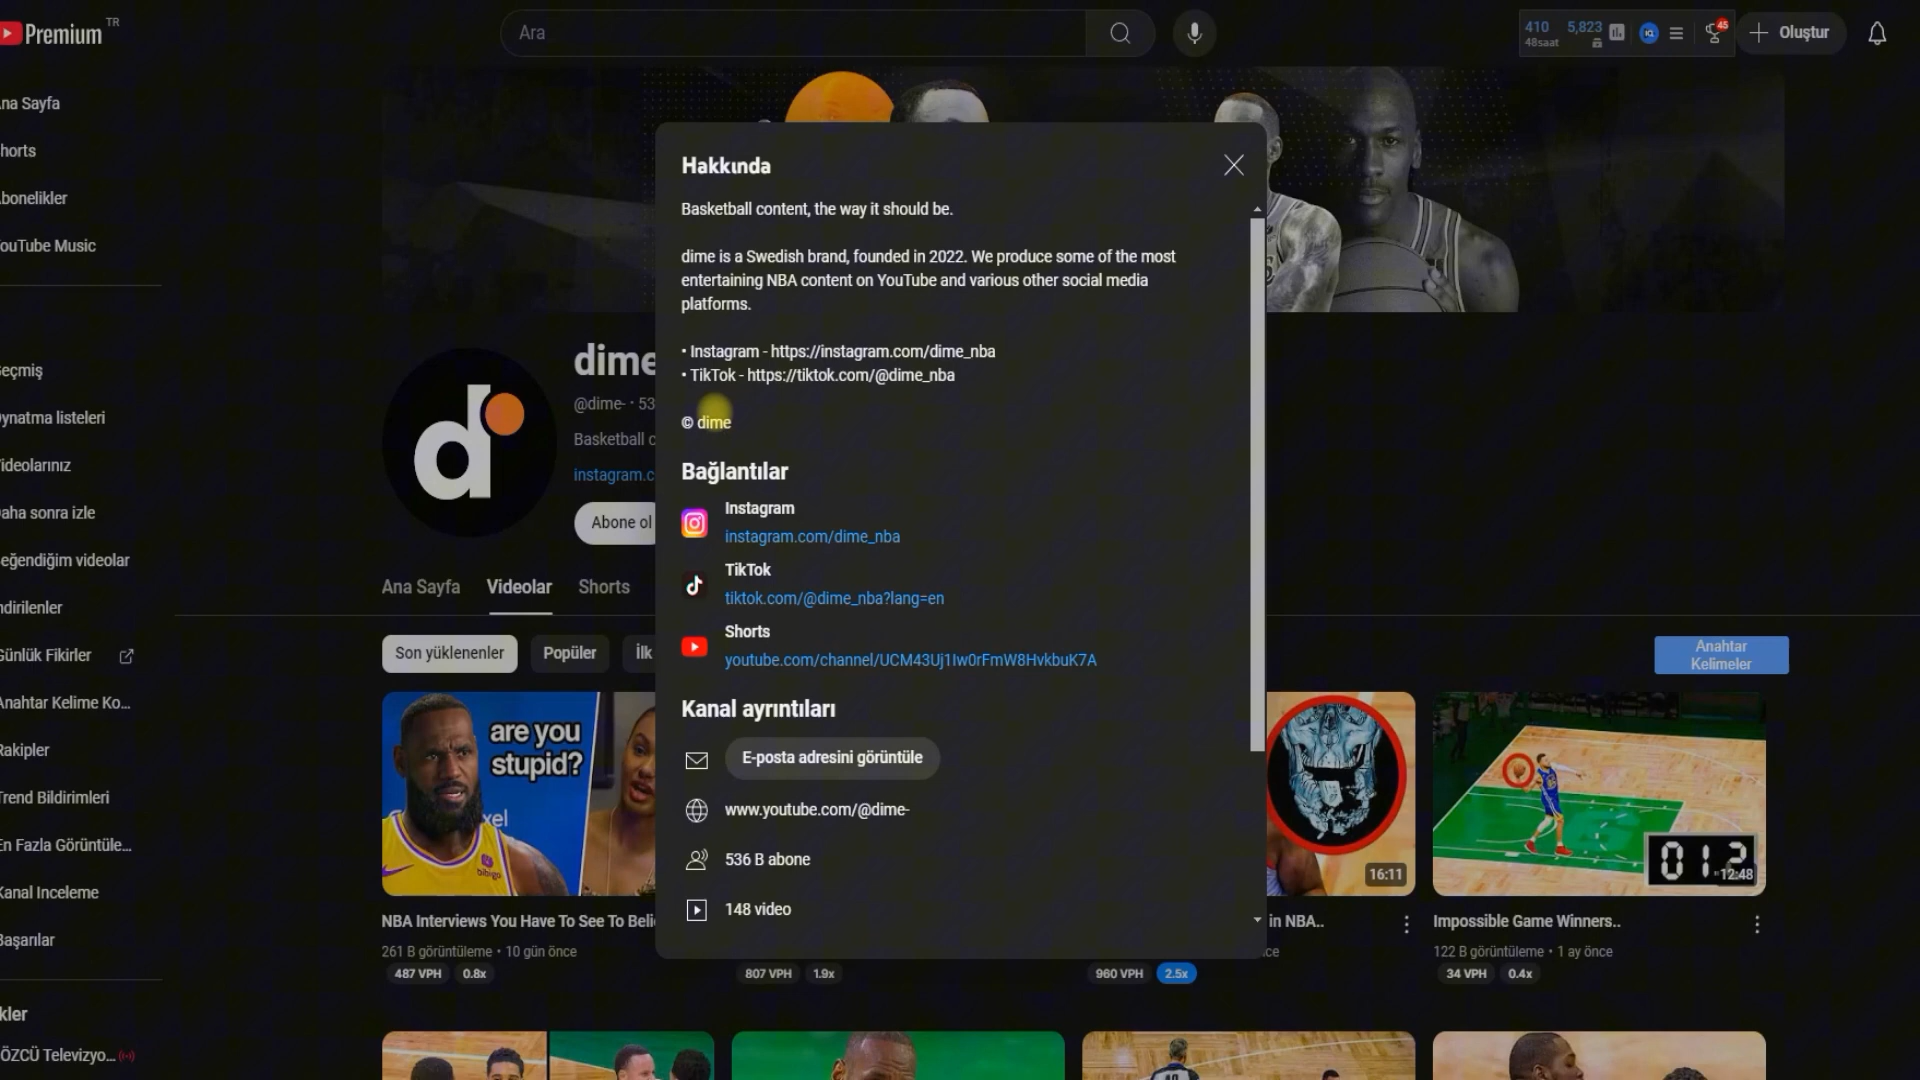 Premium TR
Ara
410 5,823
48saat
45
Oluştur
na Sayfa
horts
bonelikler
ouTube Music
eçmiş
ynatma listeleri
ideolarınız
aha sonra izle
eğendiğim videolar
ndirilenler
Günlük Fikirler
Anahtar Kelime Ko...
Rakipler
Trend Bildirimleri
En Fazla Görüntüle...
Kanal Inceleme
Başarılar
kler
ÖZCÜ Televizyo...
dime
@dime- • 53
Basketball c
instagram.c
Abone ol
Ana Sayfa Videolar Shorts
Son yüklenenler Popüler İlk
Anahtar
Kelimeler
Hakkında
Basketball content, the way it should be.
dime is a Swedish brand, founded in 2022. We produce some of the most
entertaining NBA content on YouTube and various other social media
platforms.
• Instagram - https://instagram.com/dime_nba
• TikTok - https://tiktok.com/@dime_nba
© dime
Bağlantılar
Instagram
instagram.com/dime_nba
TikTok
tiktok.com/@dime_nba?lang=en
Shorts
youtube.com/channel/UCM43Uj1Iw0rFmW8HvkbuK7A
Kanal ayrıntıları
E-posta adresini görüntüle
www.youtube.com/@dime-
536 B abone
148 video
are you
stupid?
xel
bibigo
16:11
12:48
NBA Interviews You Have To See To Beli
261 B görüntüleme • 10 gün önce
487 VPH 0.8x
807 VPH 1.9x
in NBA..
ce
960 VPH 2.5x
Impossible Game Winners..
122 B görüntüleme • 1 ay önce
34 VPH 0.4x